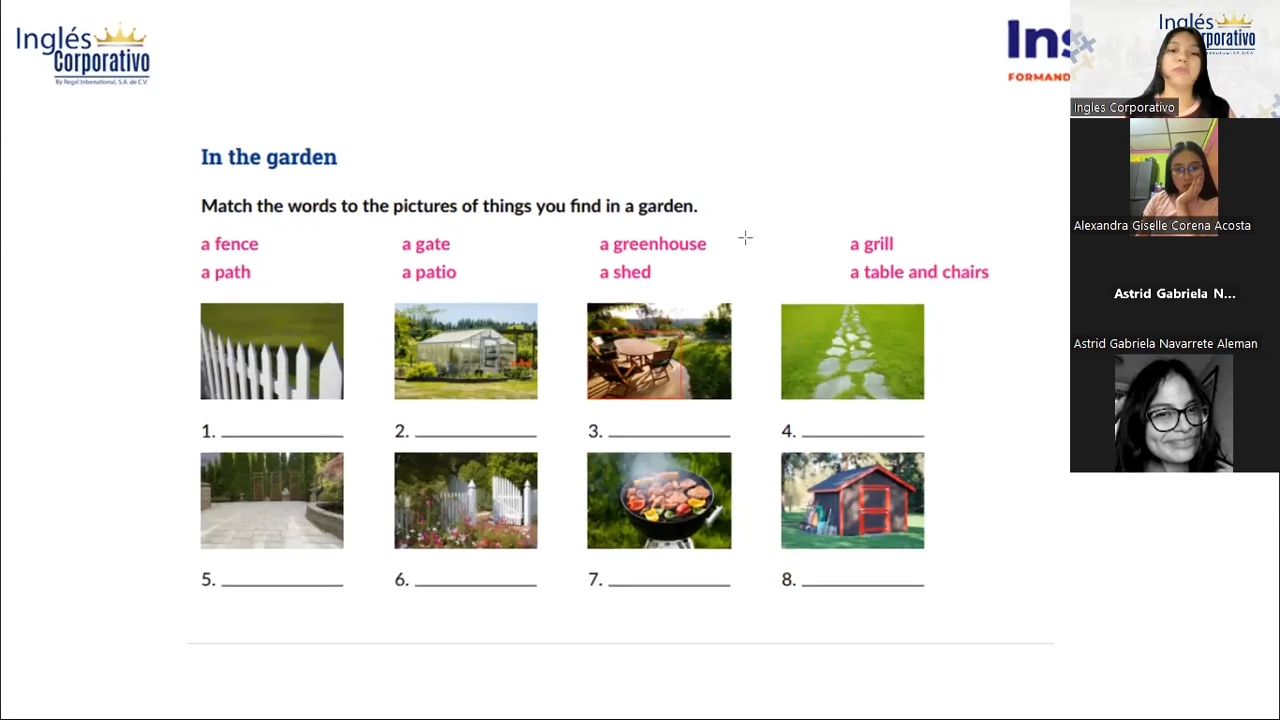 Inglés
Corporativo
By Regal International, S.A. de C.V.
Ins
FORMAND
Inglés
rporativo
Ingles Corporativo
Alexandra Giselle Corena Acosta
Astrid Gabriela N...
Astrid Gabriela Navarrete Aleman
In the garden
Match the words to the pictures of things you find in a garden.
a fence a gate a greenhouse a grill
a path a patio a shed a table and chairs
1. ____________ 2. ____________ 3. ____________ 4. ____________
5. ____________ 6. ____________ 7. ____________ 8. ____________